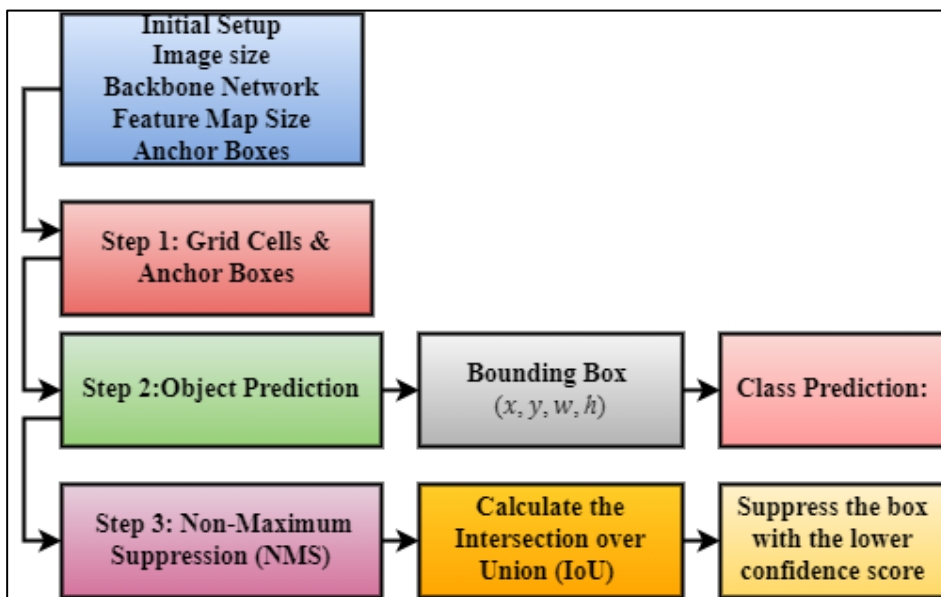 Initial Setup
Image size
Backbone Network
Feature Map Size
Anchor Boxes
Step 1: Grid Cells &
Anchor Boxes
Step 2:Object Prediction
Bounding Box
(x, y, w, h)
Class Prediction:
Step 3: Non-Maximum
Suppression (NMS)
Calculate the
Intersection over
Union (IoU)
Suppress the box
with the lower
confidence score